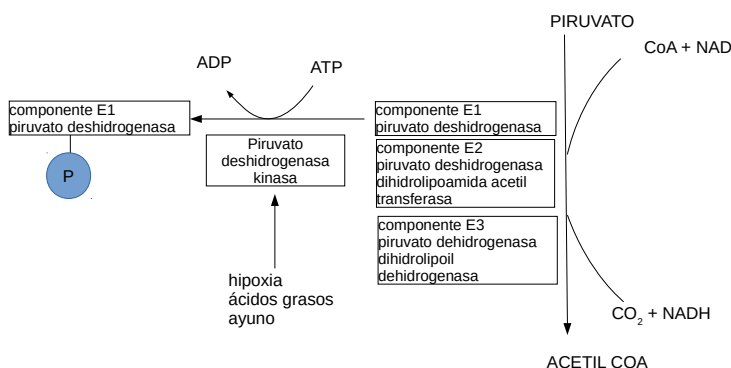 PIRUVATO
CoA + NAD
ADP
ATP
componente E1
piruvato deshidrogenasa
componente E1
piruvato deshidrogenasa
Piruvato
deshidrogenasa
kinasa
componente E2
piruvato deshidrogenasa
dihidrolipoamida acetil
transferasa
P
componente E3
piruvato dehidrogenasa
dihidrolipoil
dehidrogenasa
hipoxia
ácidos grasos
ayuno
CO₂ + NADH
ACETIL COA